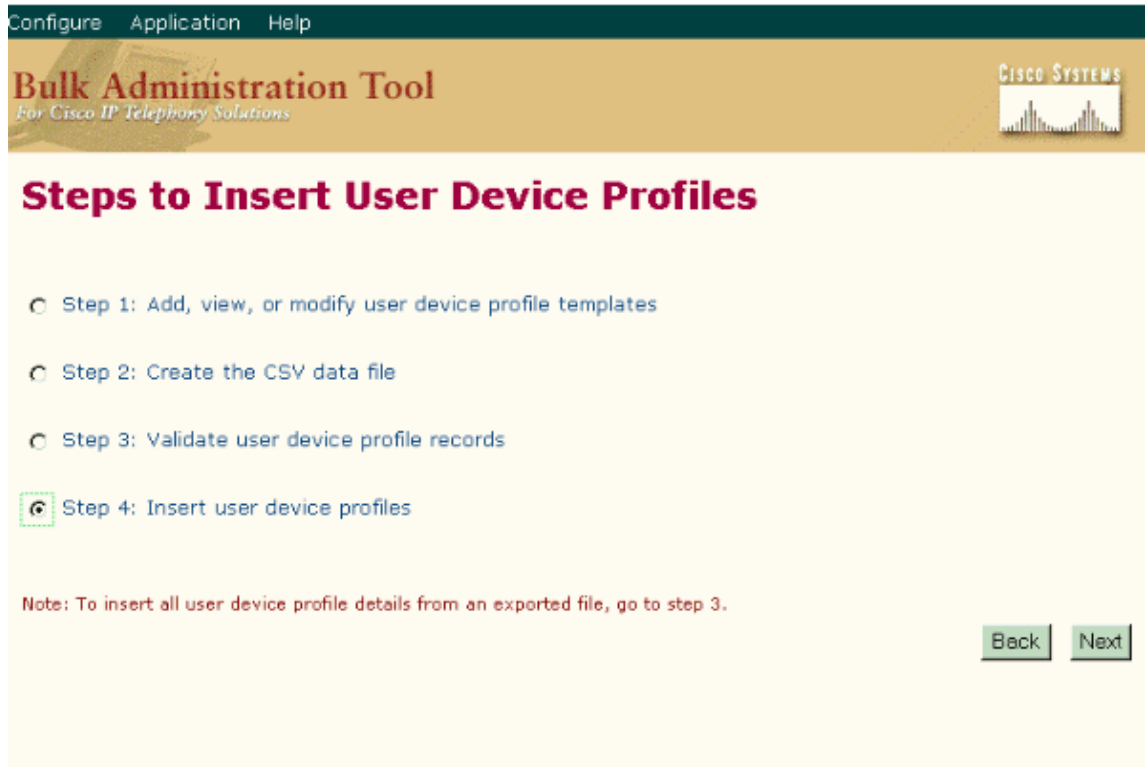 Configure Application Help
Bulk Administration Tool
For Cisco IP Telephony Solutions
CISCO SYSTEMS
Steps to Insert User Device Profiles
Step 1: Add, view, or modify user device profile templates
Step 2: Create the CSV data file
Step 3: Validate user device profile records
Step 4: Insert user device profiles
Note: To insert all user device profile details from an exported file, go to step 3.
Back Next